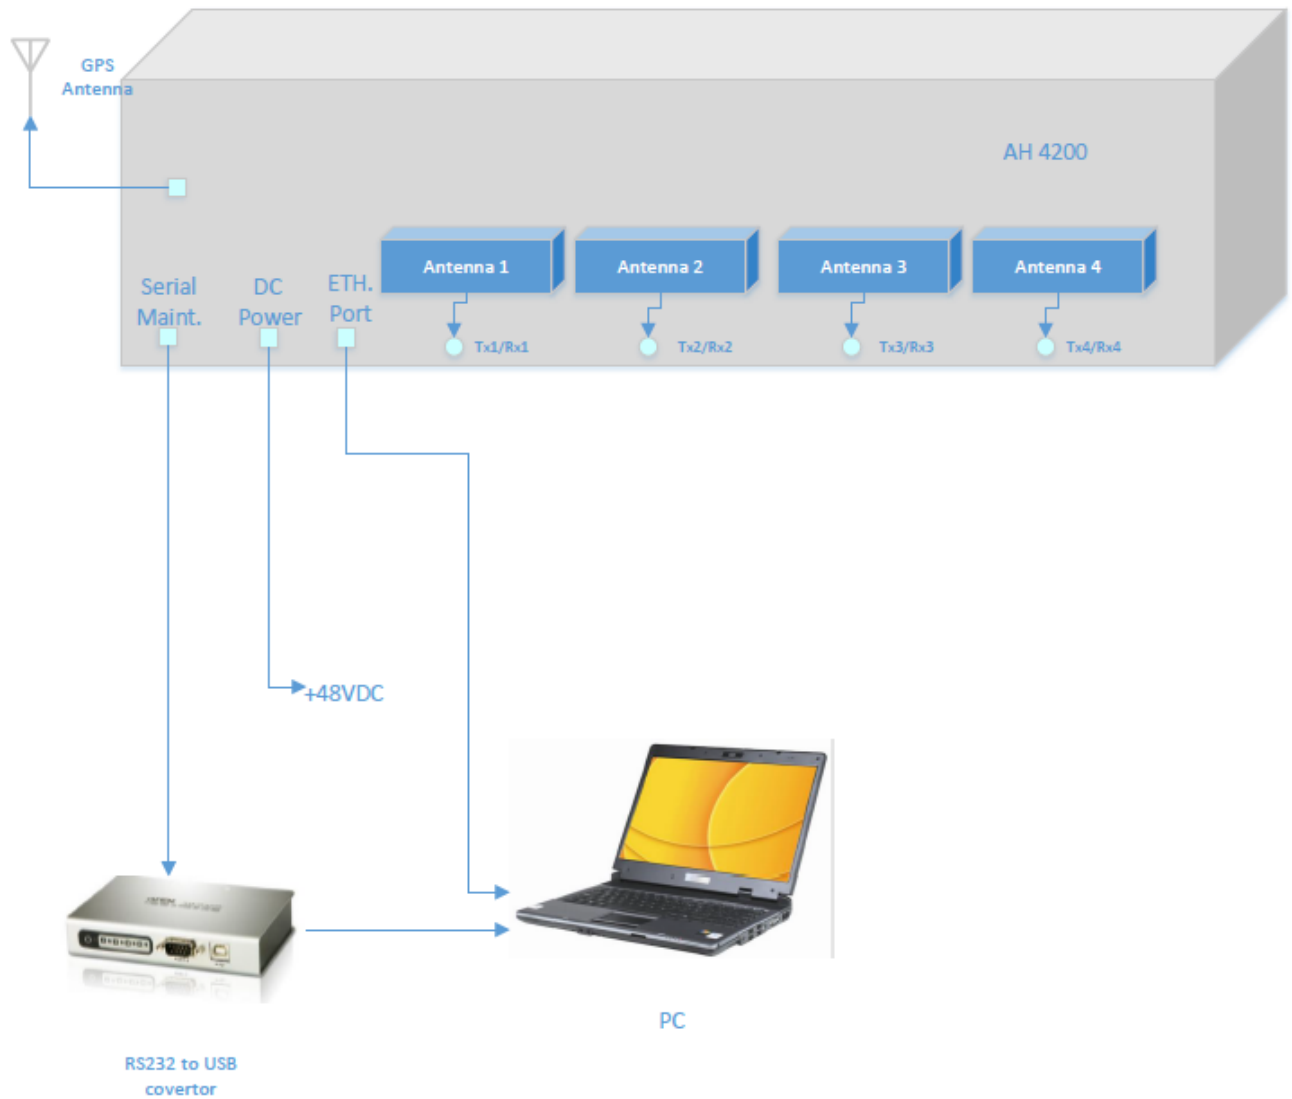 GPS
Antenna
AH 4200
Antenna 1
Antenna 2
Antenna 3
Antenna 4
Serial
Maint.
DC
Power
ETH.
Port
Tx1/Rx1
Tx2/Rx2
Tx3/Rx3
Tx4/Rx4
+48VDC
PC
RS232 to USB
covertor